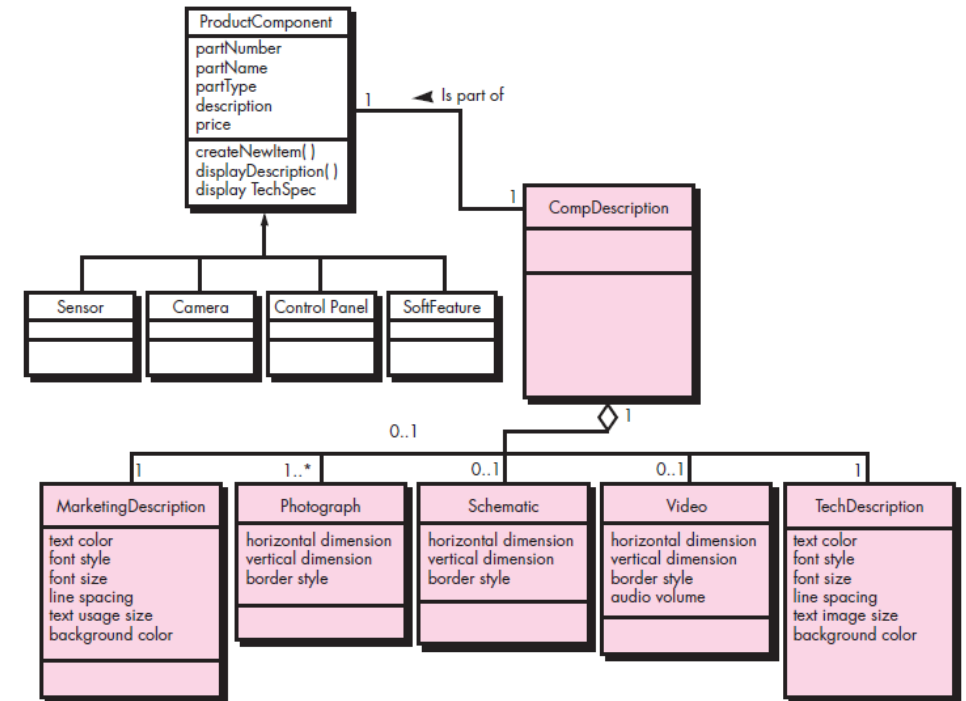 ProductComponent
partNumber
partName
partType
description
price
createNewItem( )
displayDescription( )
display TechSpec
1
Is part of
1
CompDescription
Sensor
Camera
Control Panel
SoftFeature
1
0..1
1
1..*
0..1
0..1
1
MarketingDescription
text color
font style
font size
line spacing
text usage size
background color
Photograph
horizontal dimension
vertical dimension
border style
Schematic
horizontal dimension
vertical dimension
border style
Video
horizontal dimension
vertical dimension
border style
audio volume
TechDescription
text color
font style
font size
line spacing
text image size
background color